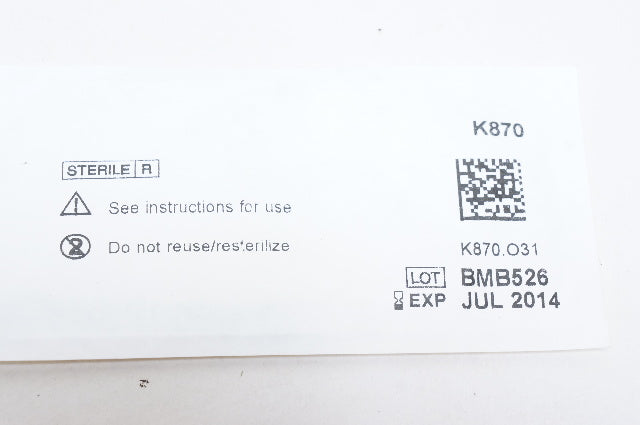 K870
STERILE R
See instructions for use
Do not reuse/resterilize
K870.O31
LOT BMB526
EXP JUL 2014